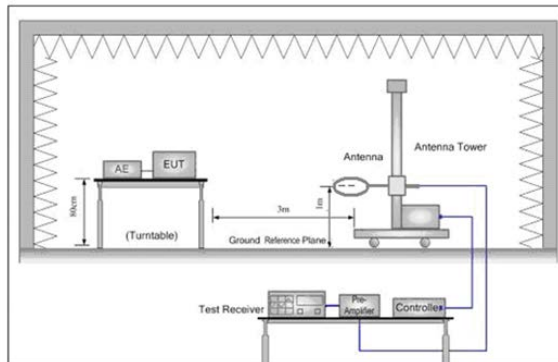 AE
EUT
80cm
(Turntable)
3m
Ground Reference Plane
1m
Antenna
Antenna Tower
Test Receiver
Pre-
Amplifier
Controller